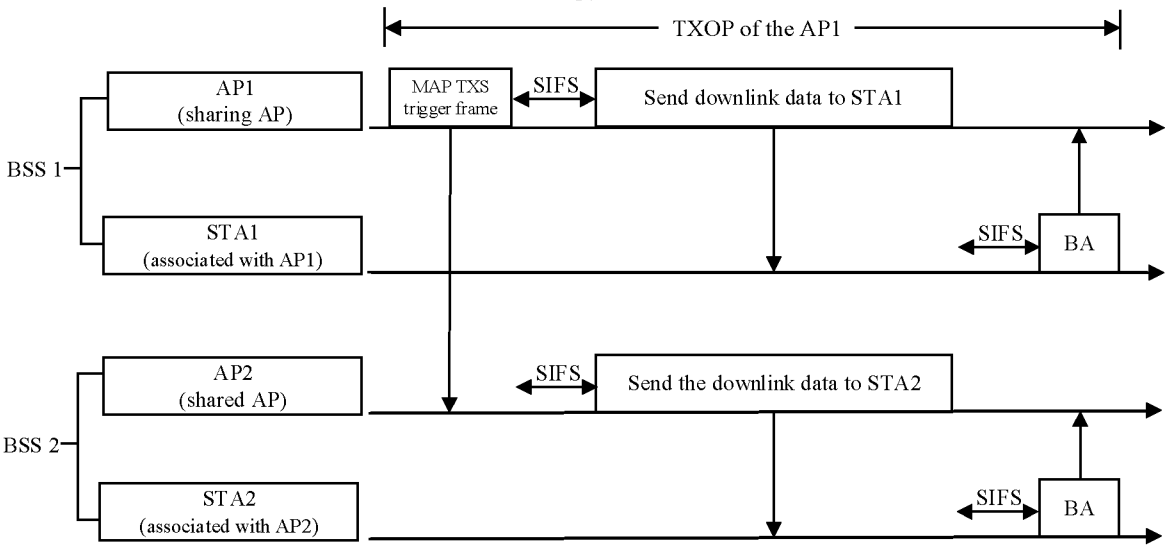 TXOP of the AP1
AP1
(sharing AP)
MAP TXS
trigger frame
SIFS
Send downlink data to STA1
BSS 1
STA1
(associated with AP1)
SIFS
BA
AP2
(shared AP)
SIFS
Send the downlink data to STA2
BSS 2
STA2
(associated with AP2)
SIFS
BA